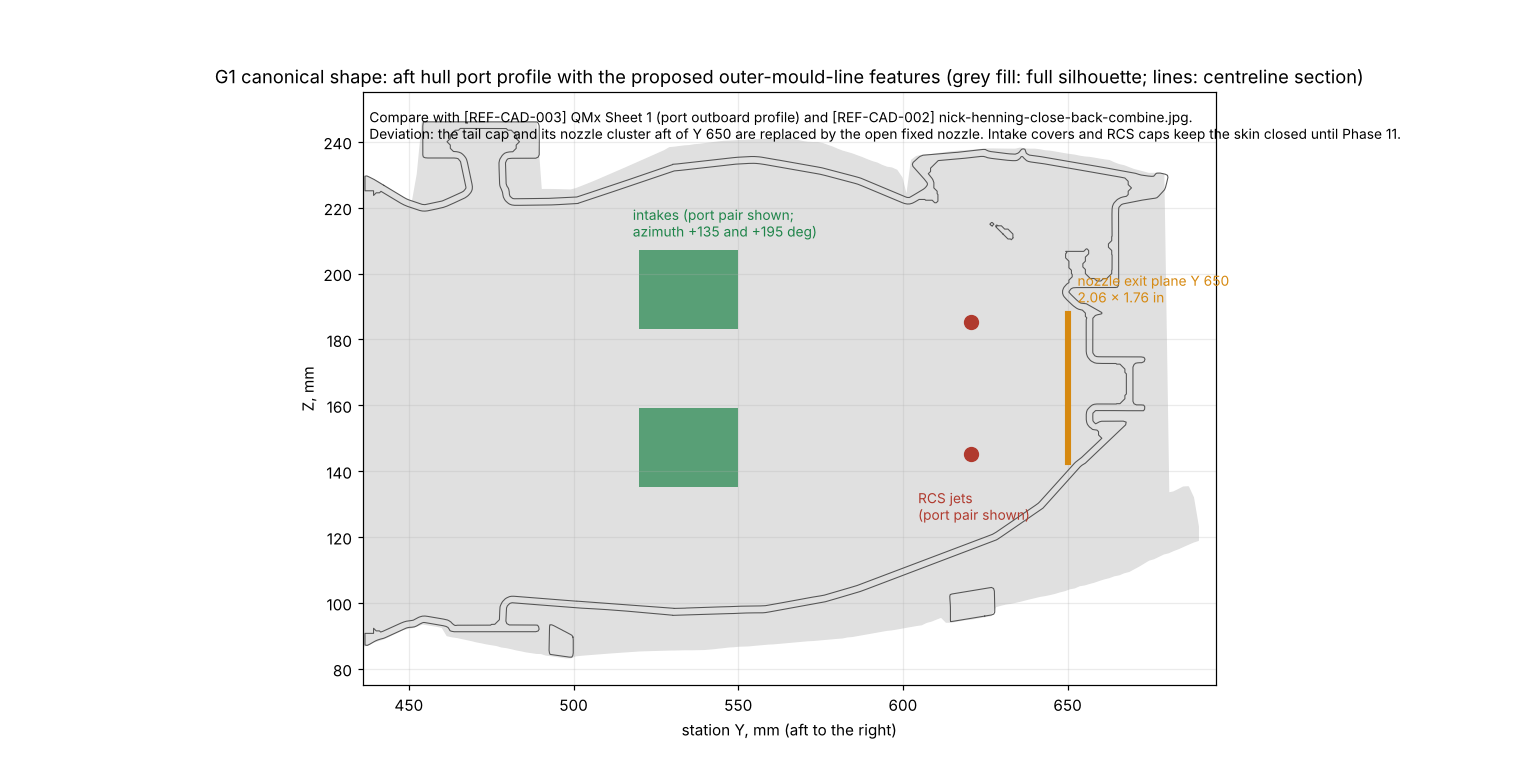 G1 canonical shape: aft hull port profile with the proposed outer-mould-line features (grey fill: full silhouette; lines: centreline section)
Compare with [REF-CAD-003] QMx Sheet 1 (port outboard profile) and [REF-CAD-002] nick-henning-close-back-combine.jpg.
Deviation: the tail cap and its nozzle cluster aft of Y 650 are replaced by the open fixed nozzle. Intake covers and RCS caps keep the skin closed until Phase 11.
240
220
200
180
160
140
120
100
80
Z, mm
intakes (port pair shown;
azimuth +135 and +195 deg)
nozzle exit plane Y 650
2.06 × 1.76 in
RCS jets
(port pair shown)
450
500
550
600
650
station Y, mm (aft to the right)